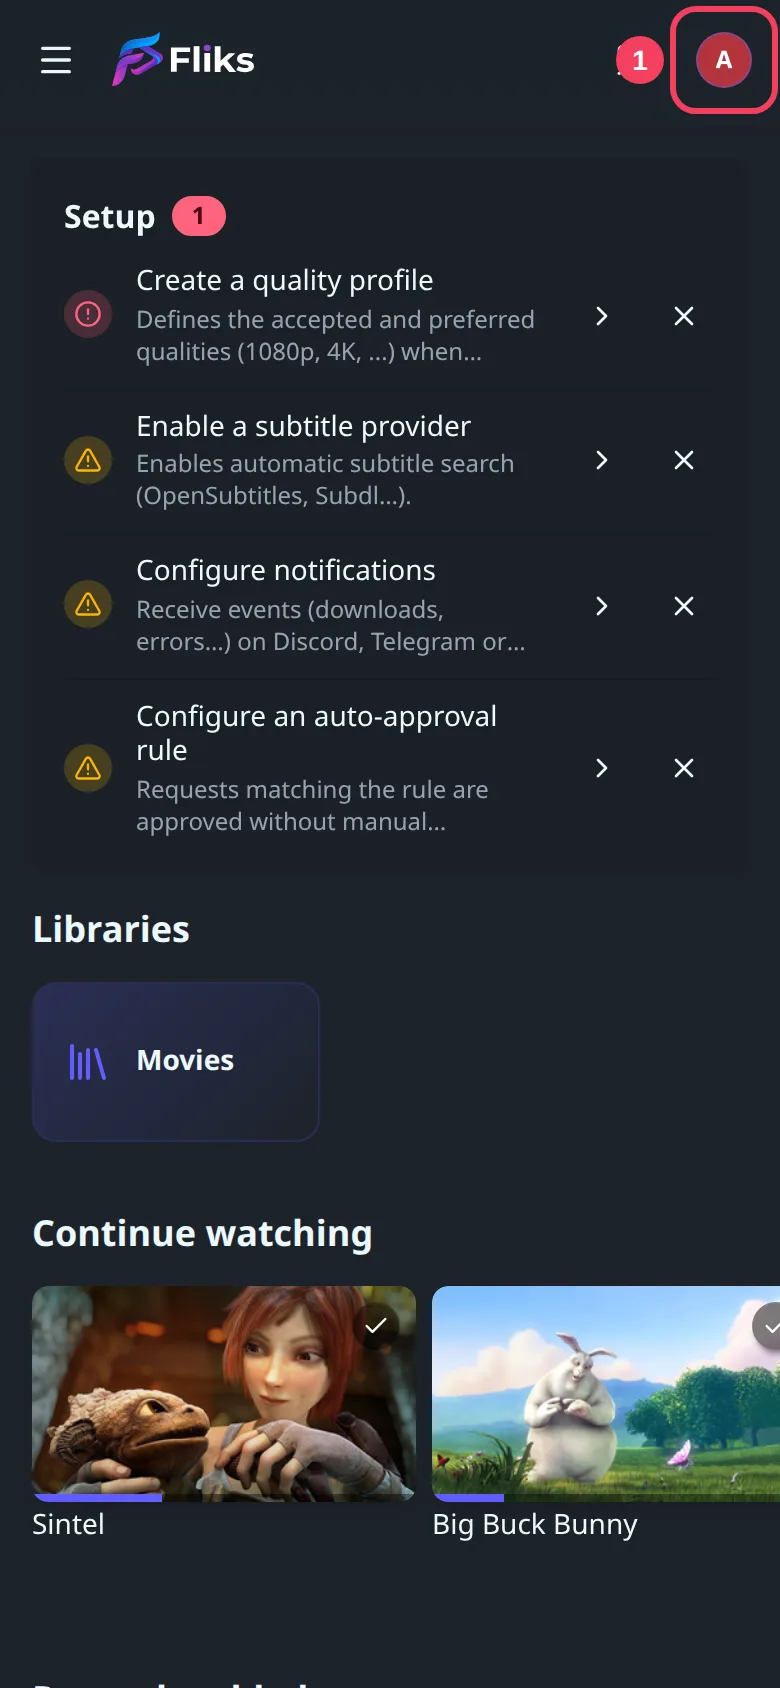 Fliks
1
A
Setup
1
Create a quality profile
Defines the accepted and preferred
qualities (1080p, 4K, ...) when...
Enable a subtitle provider
Enables automatic subtitle search
(OpenSubtitles, Subdl...).
Configure notifications
Receive events (downloads,
errors...) on Discord, Telegram or...
Configure an auto-approval
rule
Requests matching the rule are
approved without manual...
Libraries
Movies
Continue watching
Sintel
Big Buck Bunny